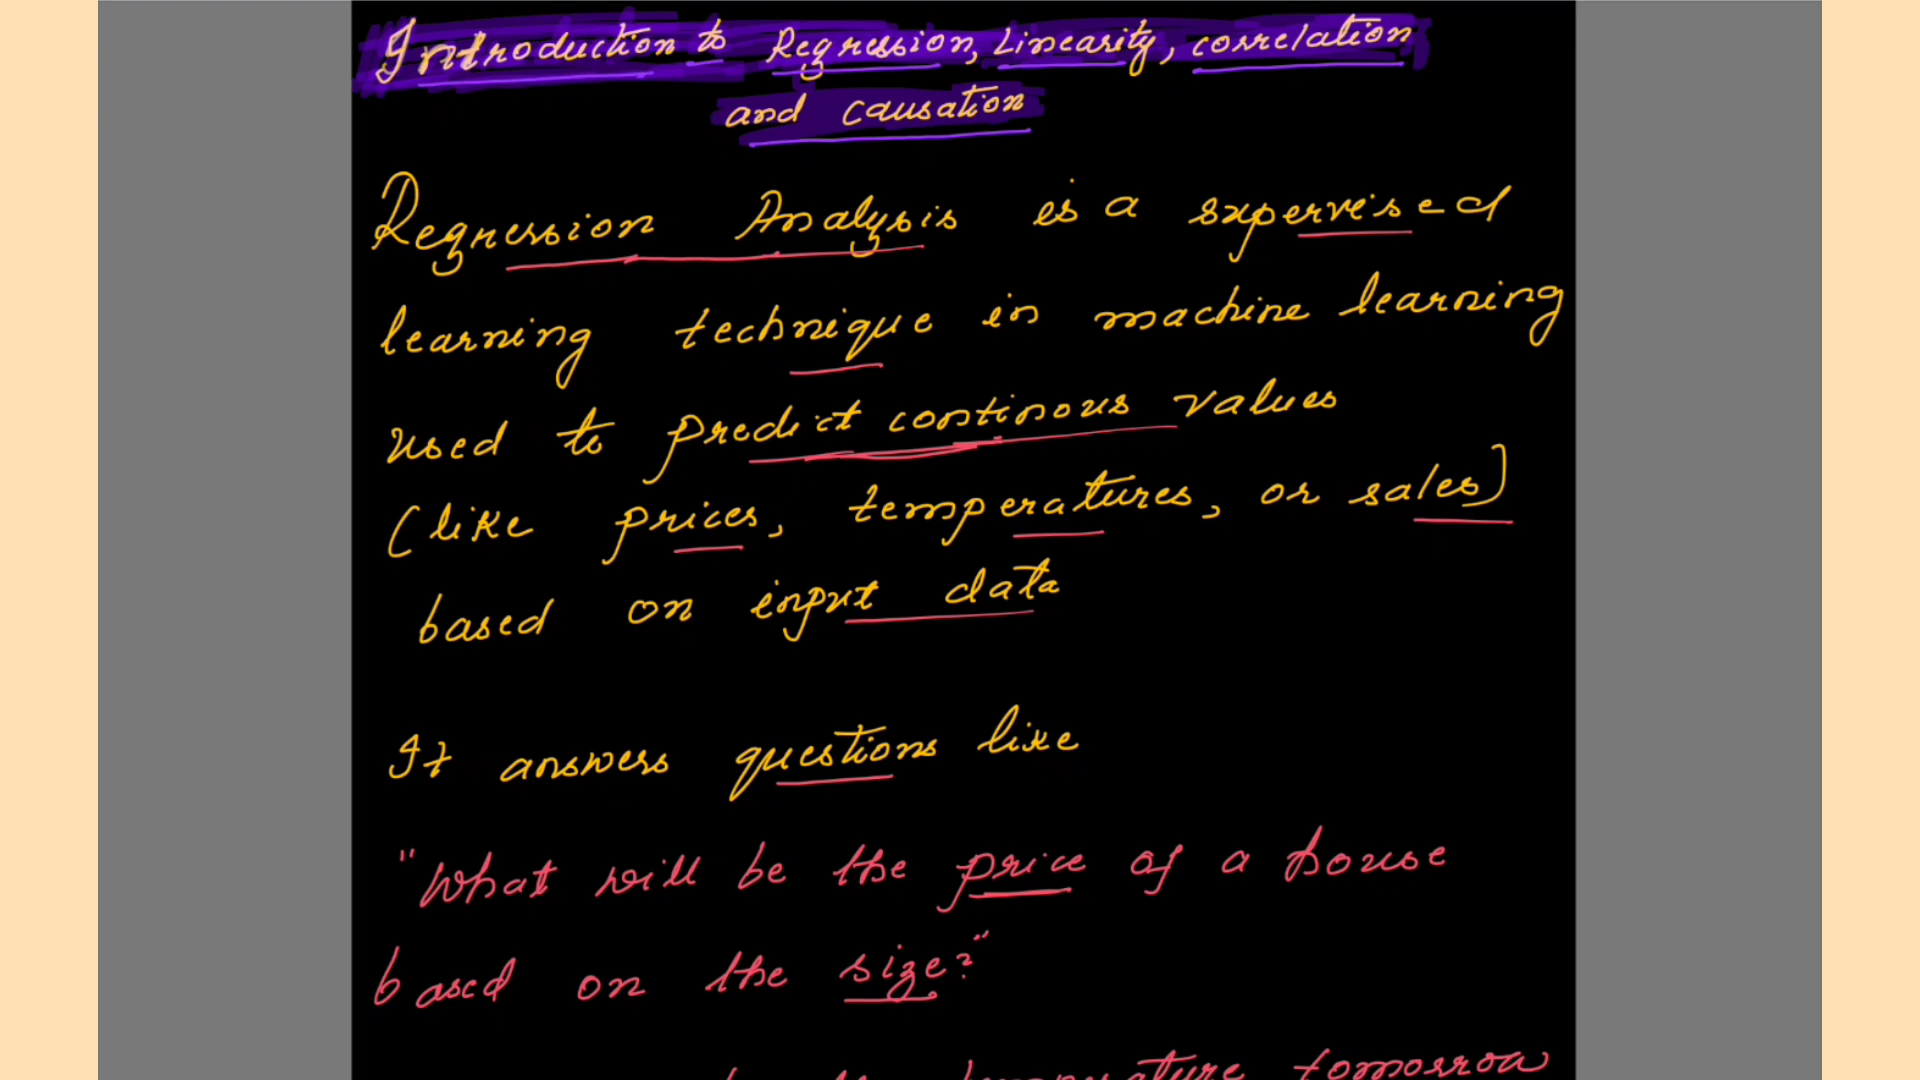 Introduction to Regression, Linearity, correlation
and causation
Regression Analysis is a supervised
learning technique in machine learning
used to predict continous values
(like prices, temperatures, or sales)
based on input data
It answers questions like
"What will be the price of a house
based on the size?"
tomorrow